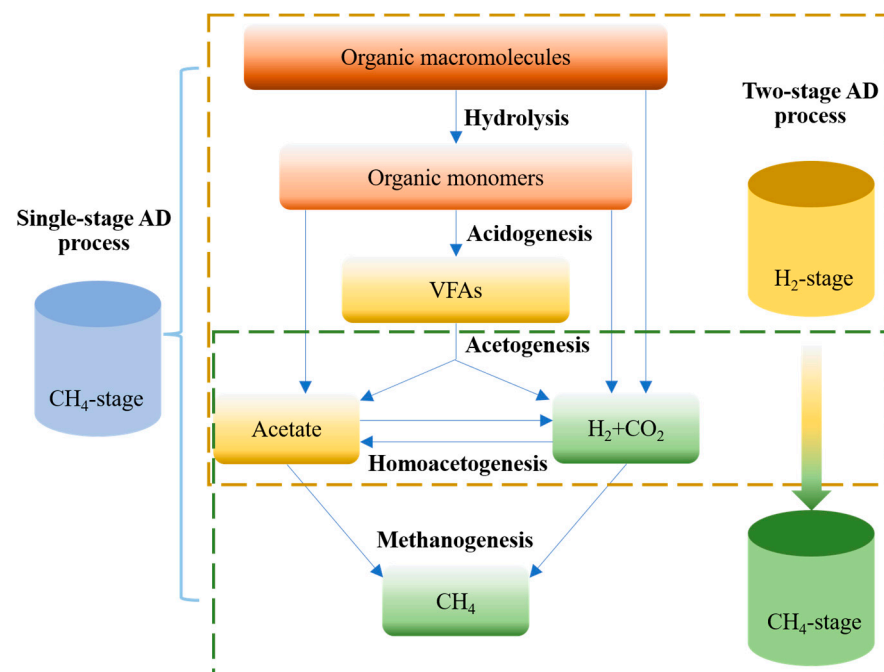 Organic macromolecules
Two-stage AD
process
Hydrolysis
Organic monomers
Single-stage AD
process
Acidogenesis
H₂-stage
VFAs
Acetogenesis
CH₄-stage
Acetate
H₂+CO₂
Homoacetogenesis
Methanogenesis
CH₄
CH₄-stage